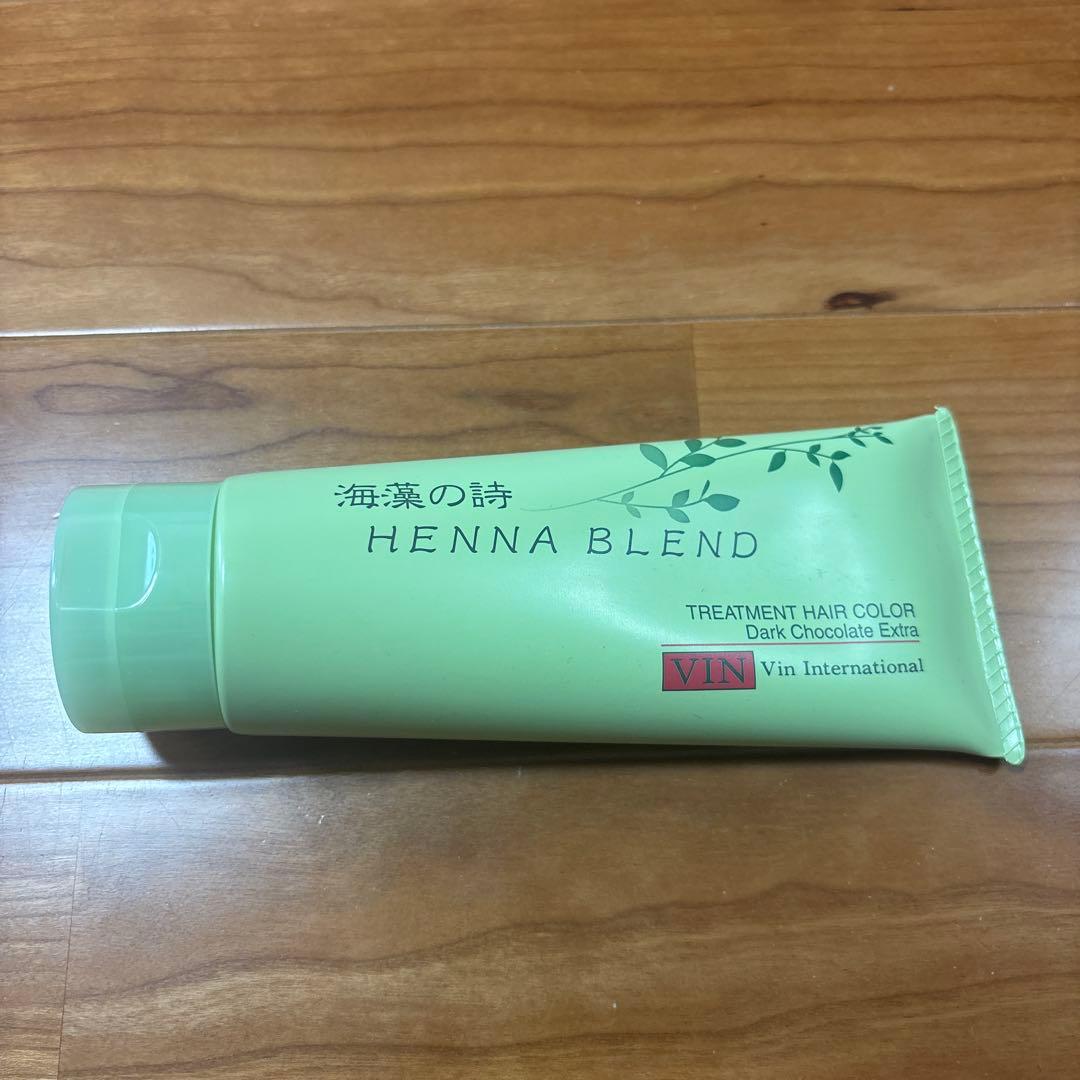 海藻の詩
HENNA BLEND
TREATMENT HAIR COLOR
Dark Chocolate Extra
VIN Vin International